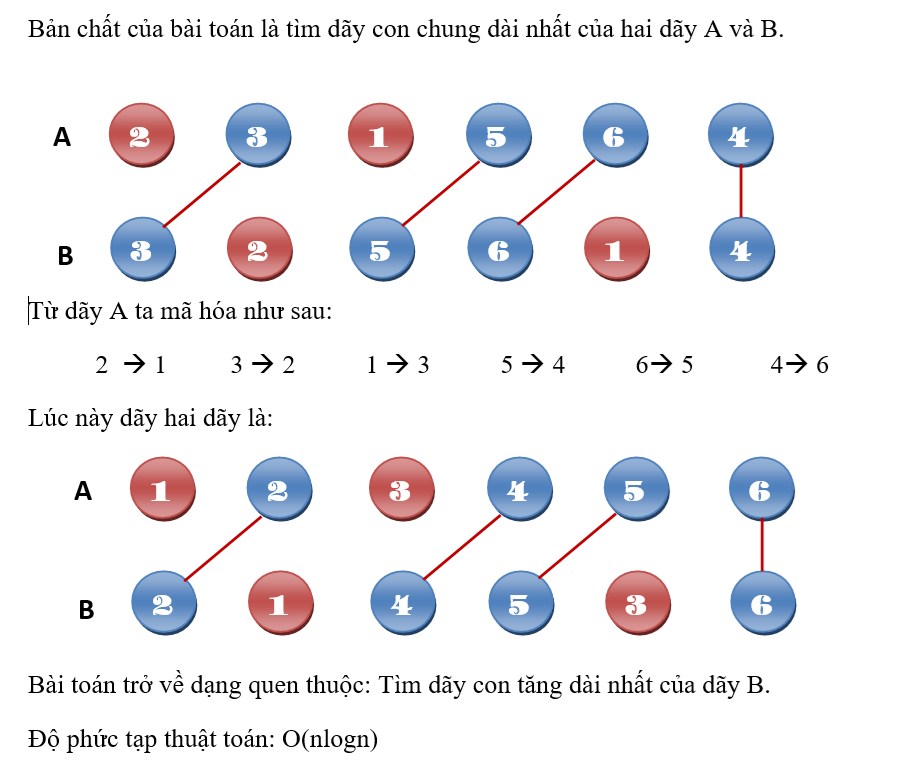 Bản chất của bài toán là tìm dãy con chung dài nhất của hai dãy A và B.
A 2 3 1 5 6 4
B 3 2 5 6 1 4
Từ dãy A ta mã hóa như sau:
2 → 1 3 → 2 1 → 3 5 → 4 6→ 5 4→ 6
Lúc này dãy hai dãy là:
A 1 2 3 4 5 6
B 2 1 4 5 3 6
Bài toán trở về dạng quen thuộc: Tìm dãy con tăng dài nhất của dãy B.
Độ phức tạp thuật toán: O(nlogn)